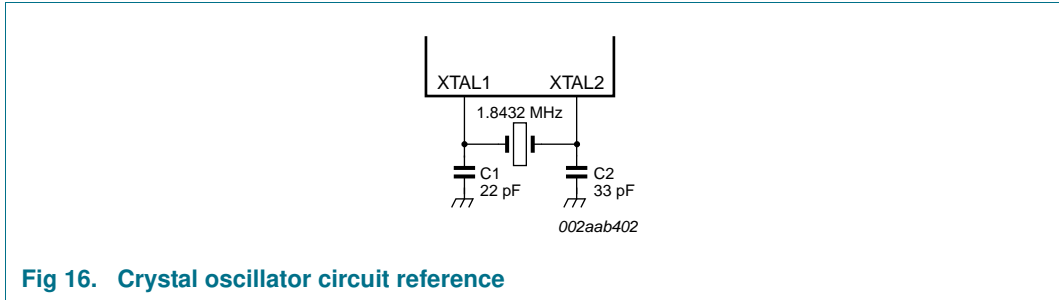 XTAL1 XTAL2
1.8432 MHz
C1
22 pF
C2
33 pF
002aab402
Fig 16. Crystal oscillator circuit reference